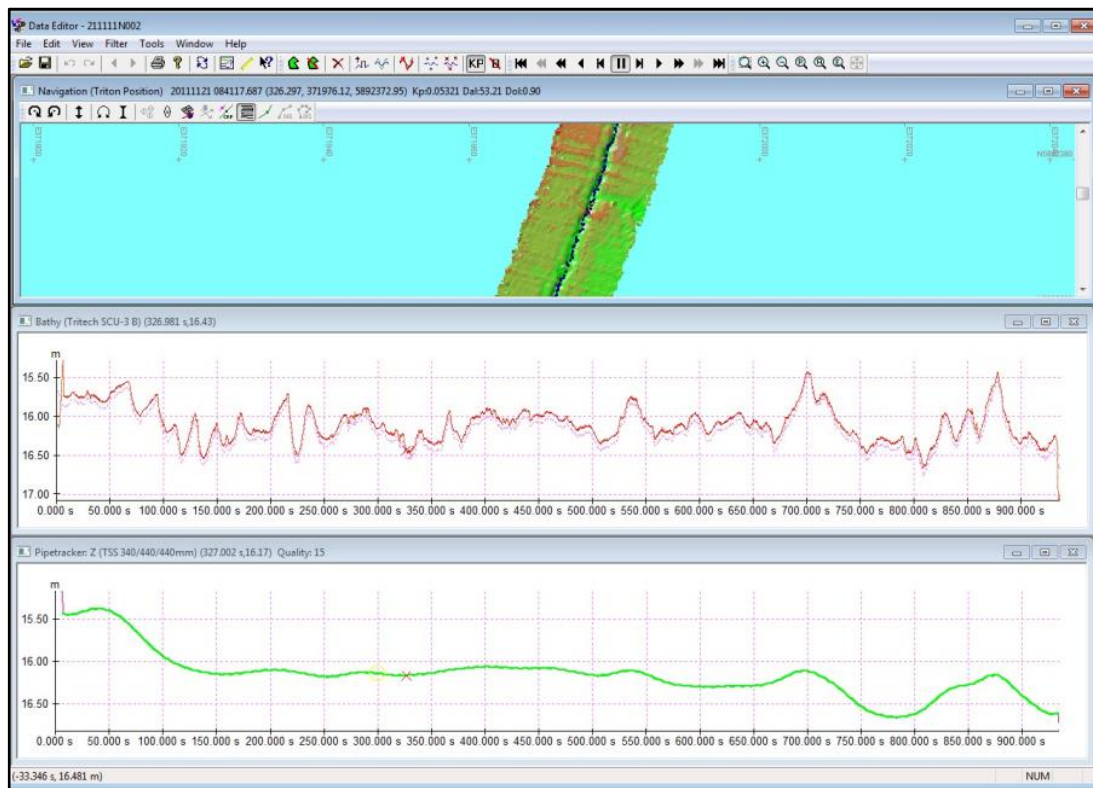 Data Editor - 211111N002
File Edit View Filter Tools Window Help
KP
Navigation (Triton Position) 20111121 084117.687 (326.297, 371976.12, 5892372.95) Kp:0.05321 Dal:53.21 Dol:0.90
E371900 E371920 E371940 E371960 E372000 E372020 E372040
Bathy (Tritech SCU-3 B) (326.981 s,16.43)
m
15.50
16.00
16.50
17.00
0.000 s 50.000 s 100.000 s 150.000 s 200.000 s 250.000 s 300.000 s 350.000 s 400.000 s 450.000 s 500.000 s 550.000 s 600.000 s 650.000 s 700.000 s 750.000 s 800.000 s 850.000 s 900.000 s
Pipetracker: Z (TSS 340/440/440mm) (327.002 s,16.17) Quality: 15
m
15.50
16.00
16.50
0.000 s 50.000 s 100.000 s 150.000 s 200.000 s 250.000 s 300.000 s 350.000 s 400.000 s 450.000 s 500.000 s 550.000 s 600.000 s 650.000 s 700.000 s 750.000 s 800.000 s 850.000 s 900.000 s
(-33.346 s, 16.481 m) NUM